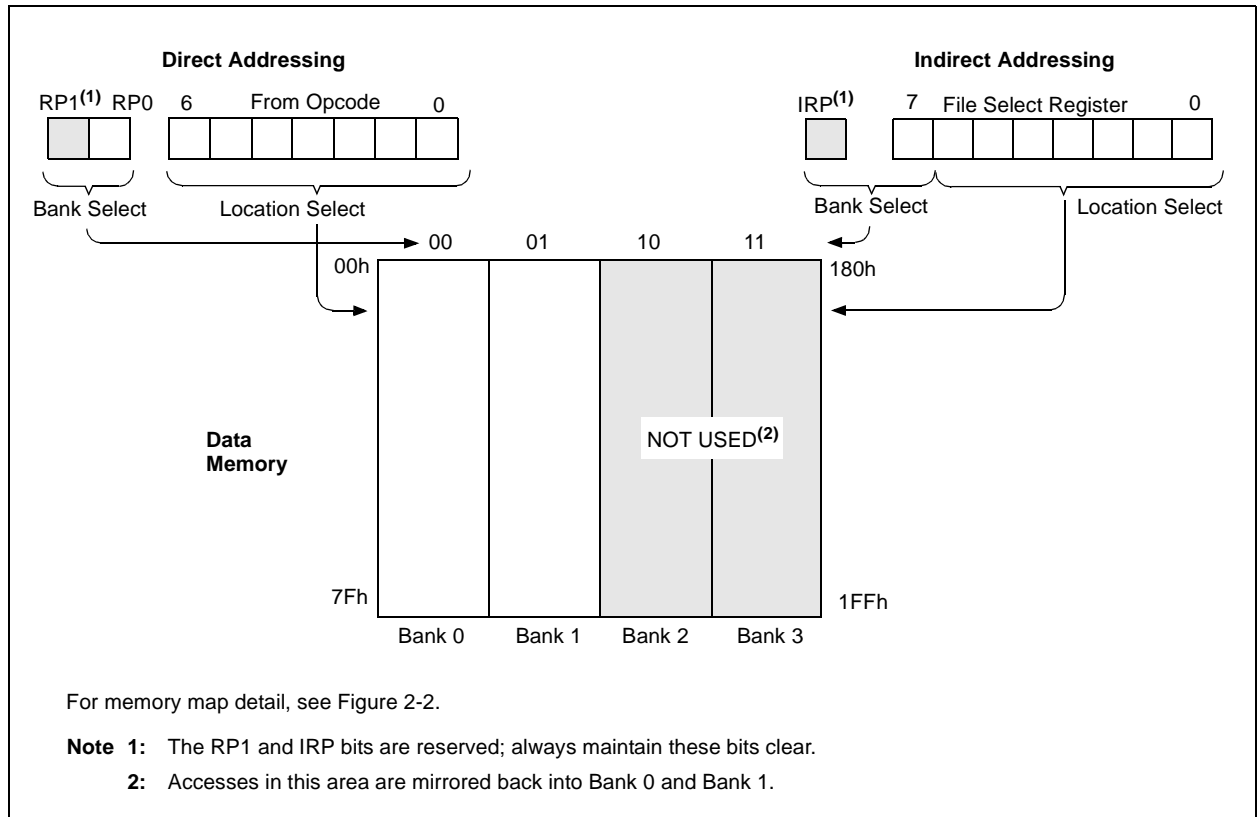 Direct Addressing
Indirect Addressing
RP1(1) RP0 6 From Opcode 0
IRP(1) 7 File Select Register 0
Bank Select Location Select
Bank Select Location Select
00 01 10 11
00h
180h
Data
Memory
NOT USED(2)
7Fh
1FFh
Bank 0 Bank 1 Bank 2 Bank 3
For memory map detail, see Figure 2-2.
Note 1: The RP1 and IRP bits are reserved; always maintain these bits clear.
2: Accesses in this area are mirrored back into Bank 0 and Bank 1.